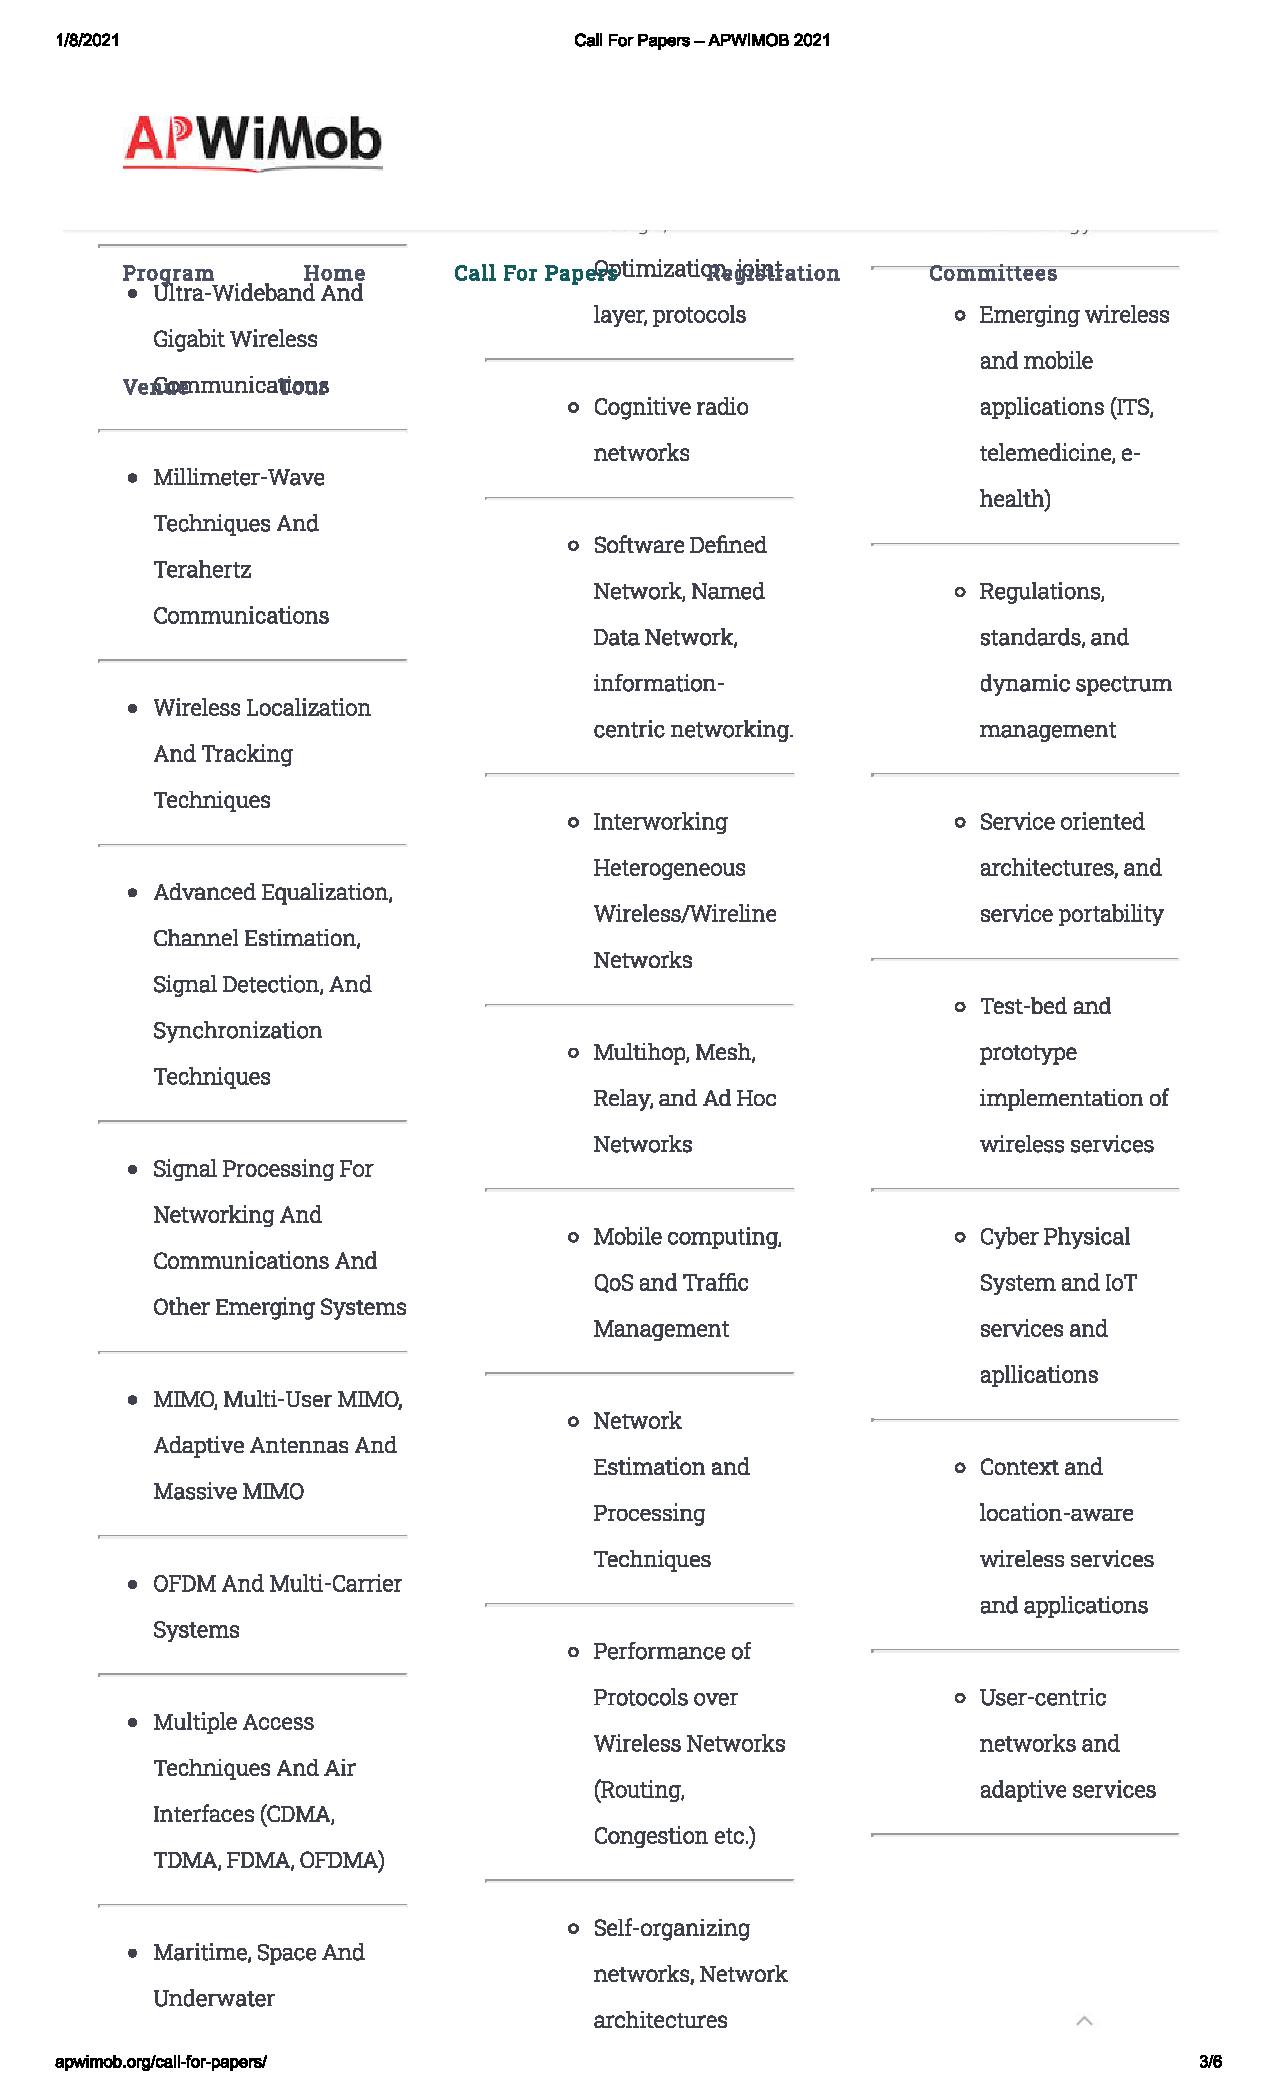 1/8/2021
Call For Papers – APWIMOB 2021
APWiMob
Program
Home
Call For Papers
Registration
Committees
Venue
Tour
Ultra-Wideband And
Gigabit Wireless
Communications
Millimeter-Wave
Techniques And
Terahertz
Communications
Wireless Localization
And Tracking
Techniques
Advanced Equalization,
Channel Estimation,
Signal Detection, And
Synchronization
Techniques
Signal Processing For
Networking And
Communications And
Other Emerging Systems
MIMO, Multi-User MIMO,
Adaptive Antennas And
Massive MIMO
OFDM And Multi-Carrier
Systems
Multiple Access
Techniques And Air
Interfaces (CDMA,
TDMA, FDMA, OFDMA)
Maritime, Space And
Underwater
Optimization, joint
layer, protocols
Cognitive radio
networks
Software Defined
Network, Named
Data Network,
information-
centric networking.
Interworking
Heterogeneous
Wireless/Wireline
Networks
Multihop, Mesh,
Relay, and Ad Hoc
Networks
Mobile computing,
QoS and Traffic
Management
Network
Estimation and
Processing
Techniques
Performance of
Protocols over
Wireless Networks
(Routing,
Congestion etc.)
Self-organizing
networks, Network
architectures
Emerging wireless
and mobile
applications (ITS,
telemedicine, e-
health)
Regulations,
standards, and
dynamic spectrum
management
Service oriented
architectures, and
service portability
Test-bed and
prototype
implementation of
wireless services
Cyber Physical
System and IoT
services and
apllications
Context and
location-aware
wireless services
and applications
User-centric
networks and
adaptive services
apwimob.org/call-for-papers/
3/6